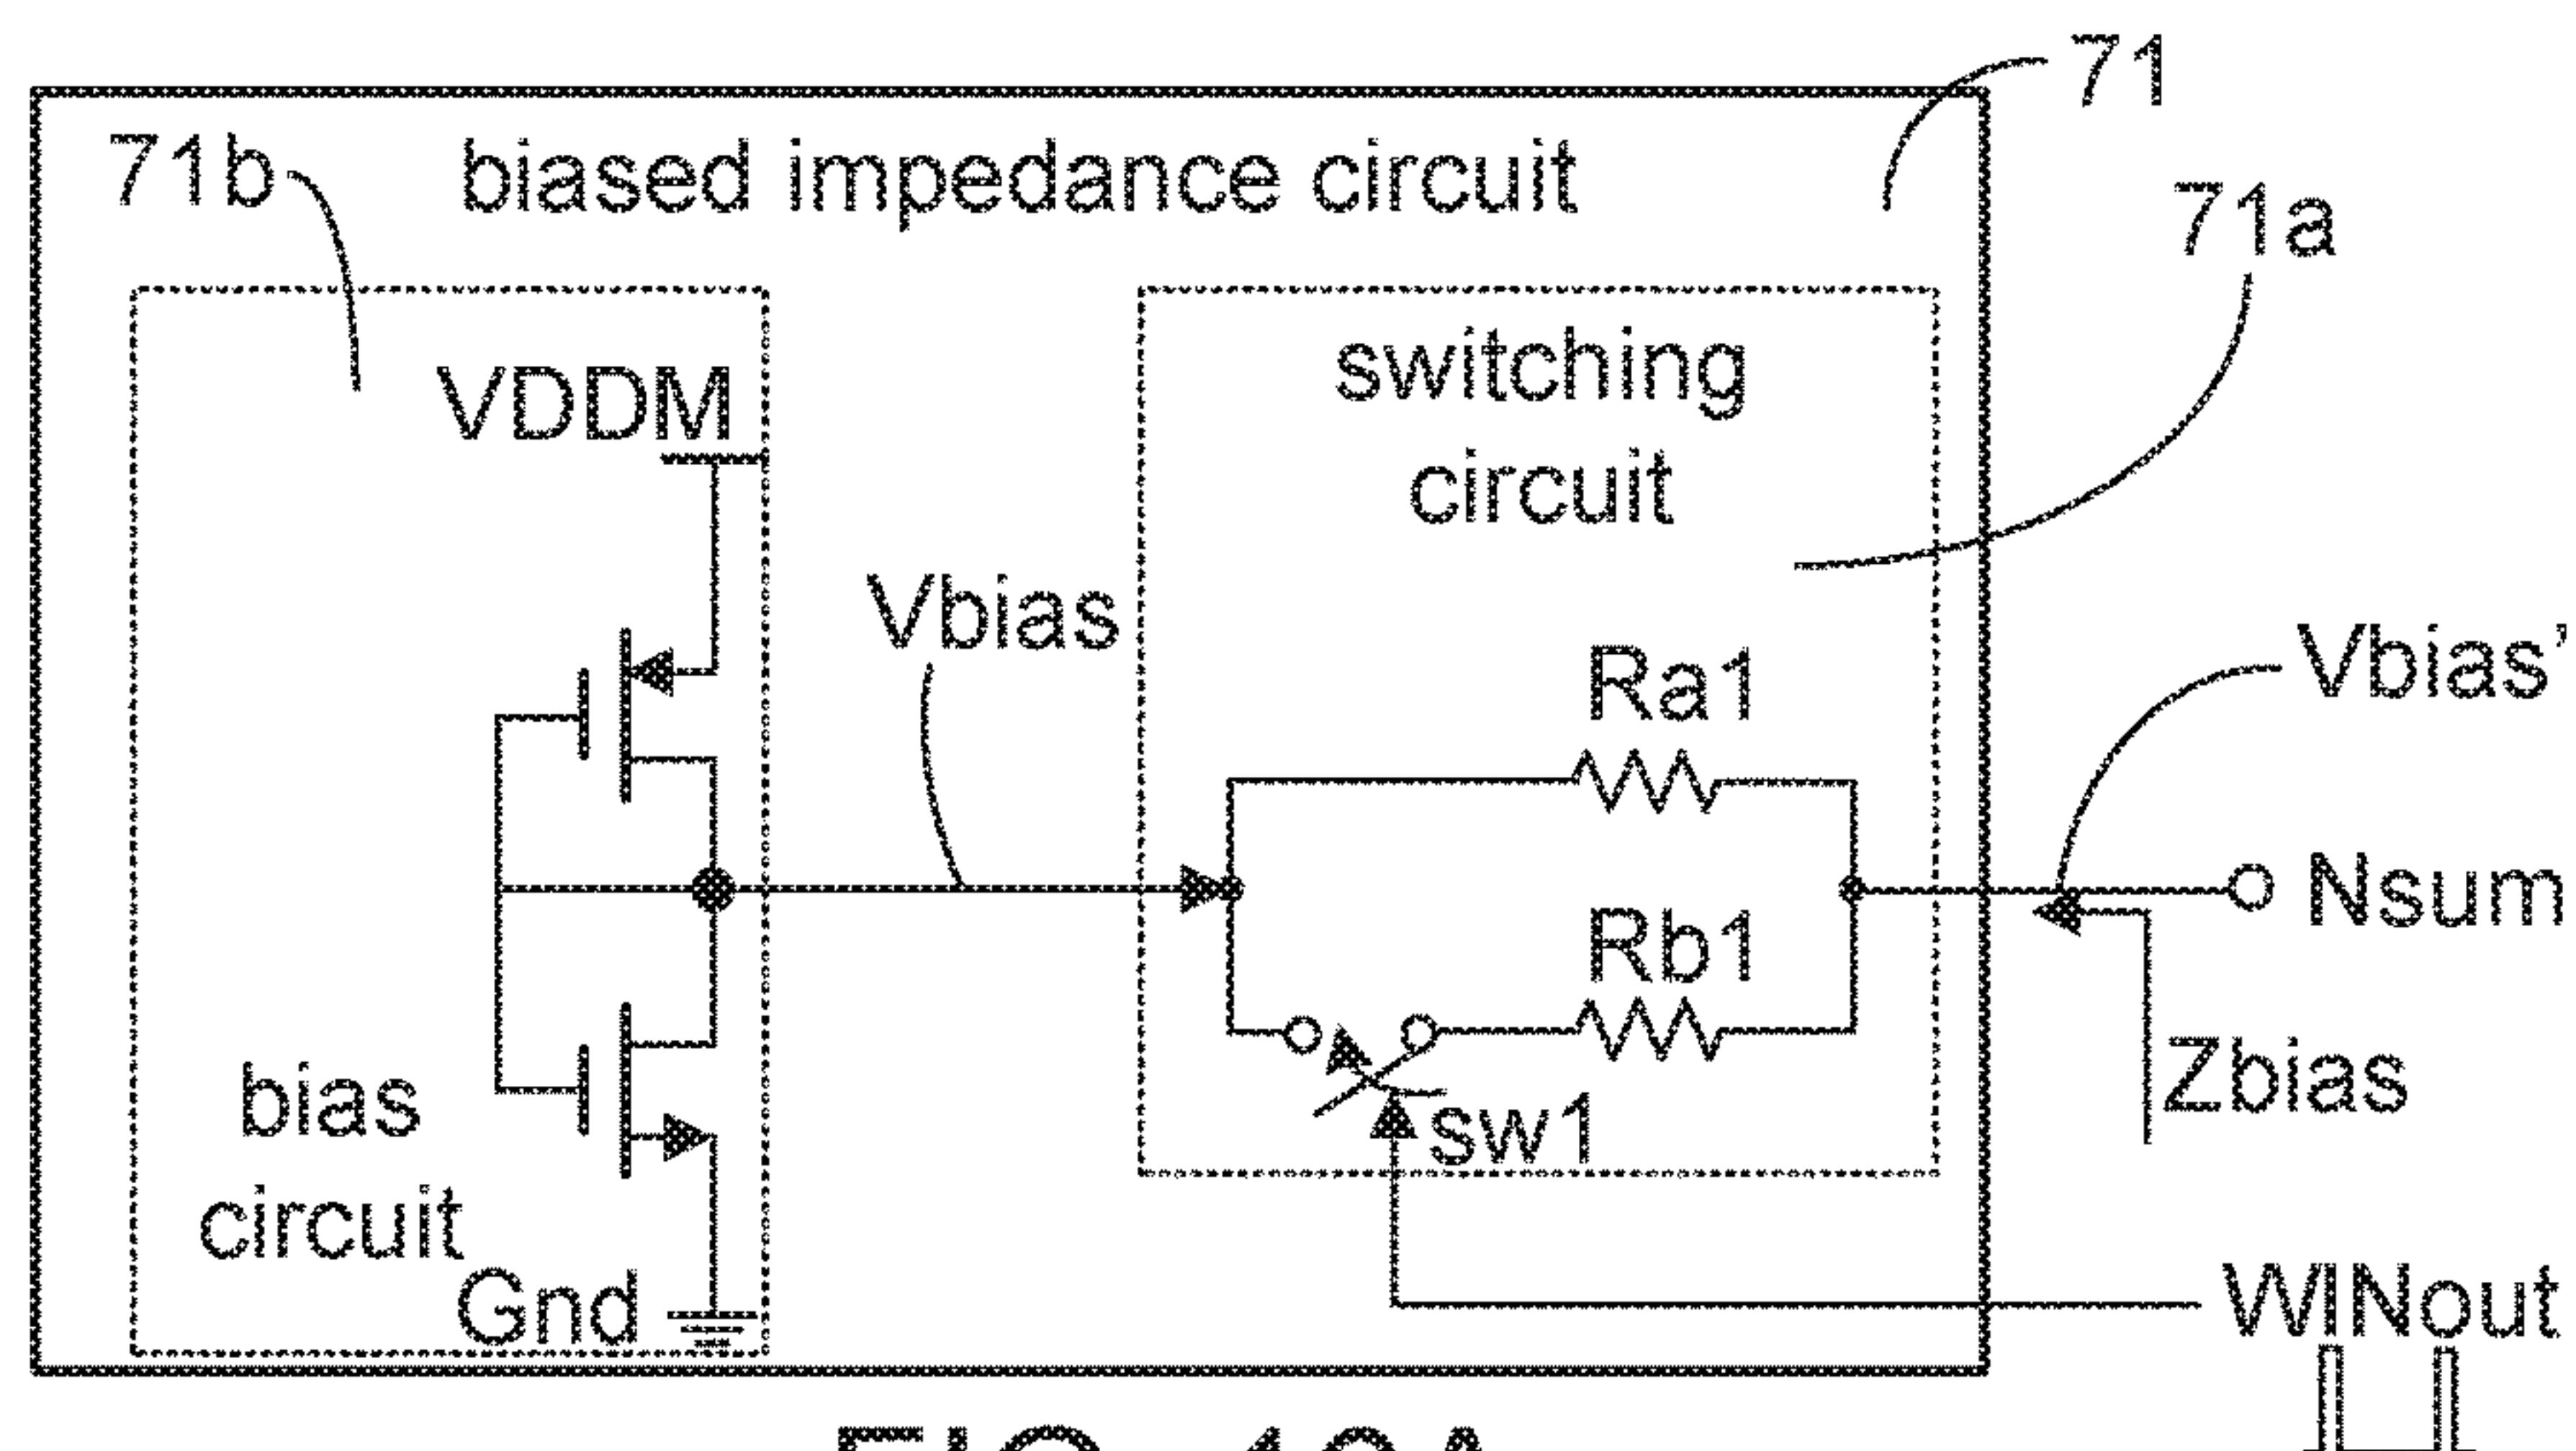 71
71b
biased impedance circuit
71a
VDDM
switching
circuit
Vbias
Ra1
Vbias'
Nsum
Rb1
Zbias
bias
circuit
sw1
Gnd
WINout